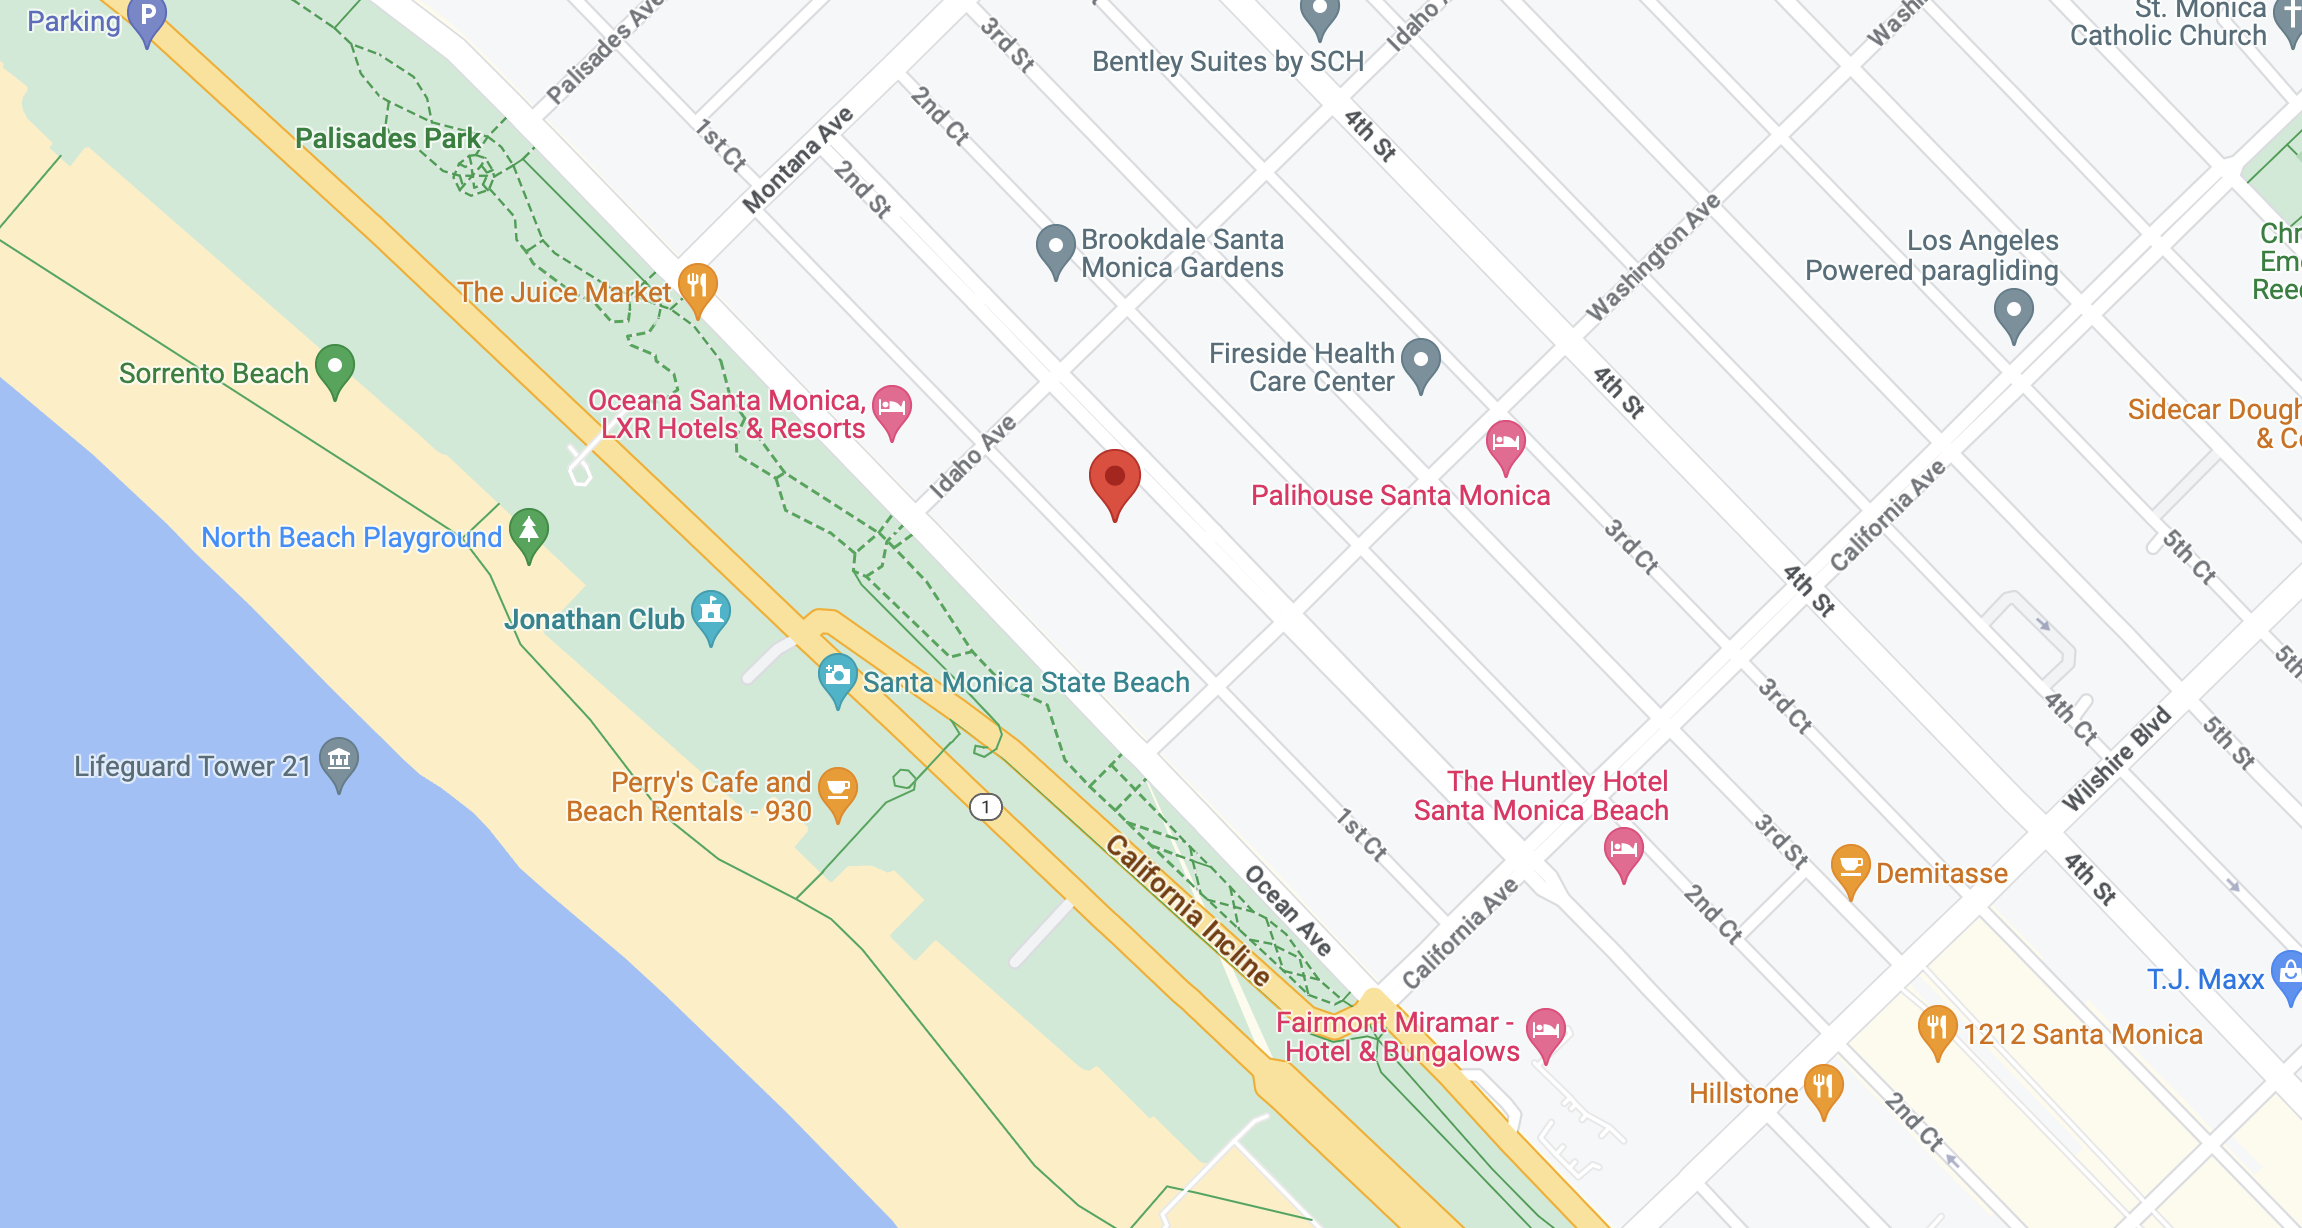 Parking
Palisades Ave
3rd St
Idaho
Washin
St. Monica
Catholic Church
Bentley Suites by SCH
Palisades Park
1st Ct
Montana Ave
2nd Ct
4th St
2nd St
Brookdale Santa
Monica Gardens
Washington Ave
Los Angeles
Powered paragliding
Chr
Em
Reed
The Juice Market
Sorrento Beach
Fireside Health
Care Center
Oceana Santa Monica,
LXR Hotels & Resorts
4th St
Sidecar Dough
& Co
Idaho Ave
Palihouse Santa Monica
California Ave
North Beach Playground
3rd Ct
5th Ct
4th St
Jonathan Club
Santa Monica State Beach
5th
3rd Ct
4th Ct
Wilshire Blvd
5th St
Lifeguard Tower 21
Perry's Cafe and
Beach Rentals - 930
1
The Huntley Hotel
Santa Monica Beach
1st Ct
3rd St
Demitasse
4th St
California Incline
Ocean Ave
California Ave
2nd Ct
T.J. Maxx
Fairmont Miramar -
Hotel & Bungalows
1212 Santa Monica
Hillstone
2nd Ct